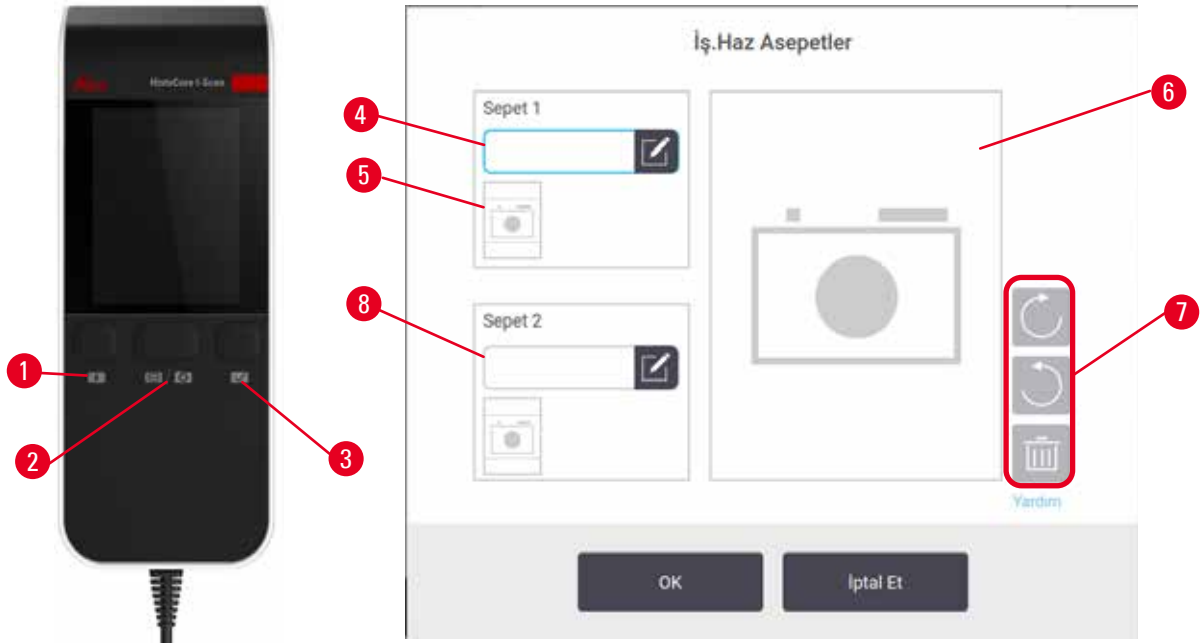 Leica
HistoCore I-Scan
1
2
3
İş.Haz Asepetler
4
Sepet 1
5
6
7
8
Sepet 2
Yardım
OK
İptal Et